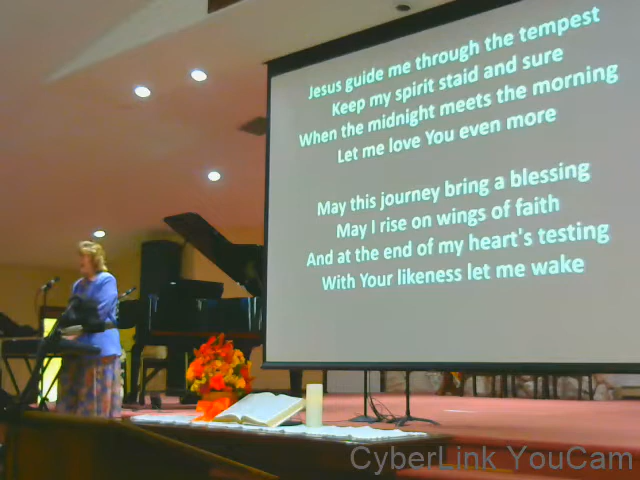 Jesus guide me through the tempest
Keep my spirit staid and sure
When the midnight meets the morning
Let me love You even more
May this journey bring a blessing
May I rise on wings of faith
And at the end of my heart's testing
With Your likeness let me wake
CyberLink YouCam